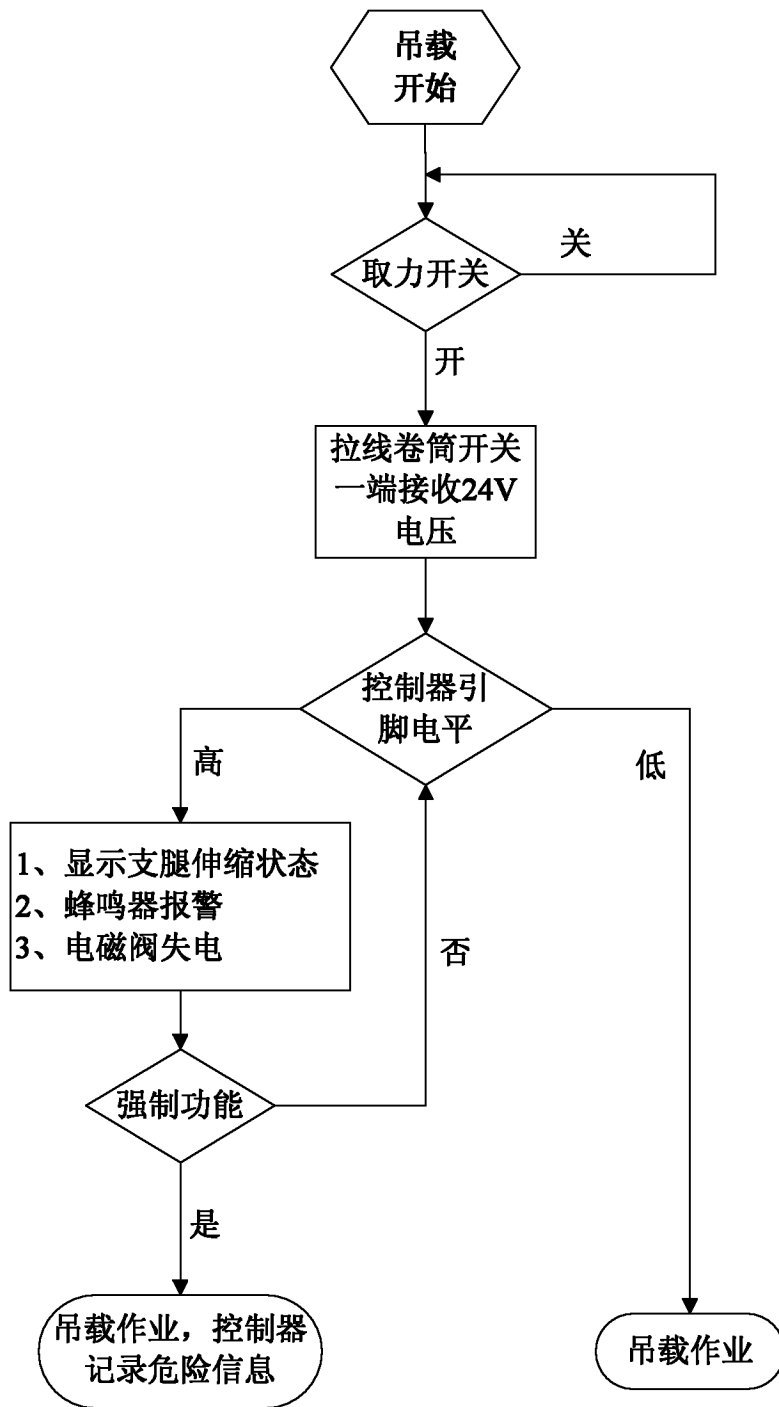 吊载
开始
取力开关
关
开
拉线卷筒开关
一端接收24V
电压
控制器引
脚电平
高
低
1、显示支腿伸缩状态
2、蜂鸣器报警
3、电磁阀失电
否
强制功能
是
吊载作业，控制器
记录危险信息
吊载作业